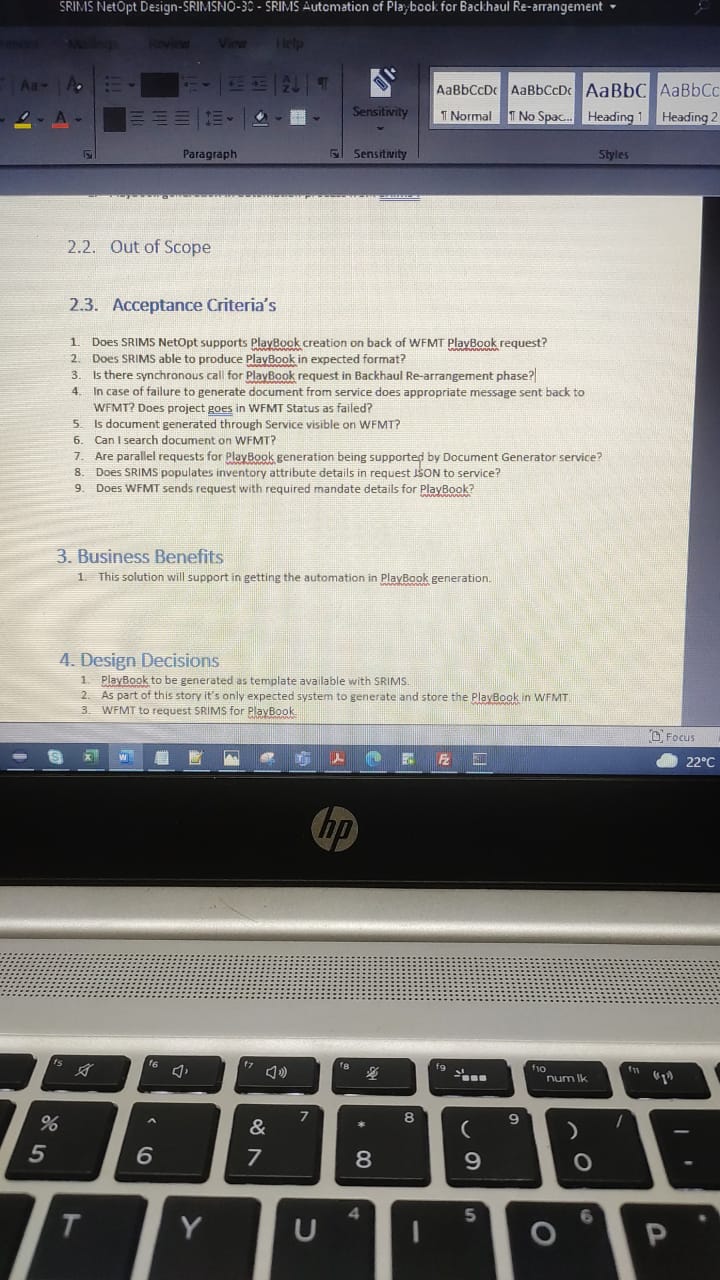 SRIMS NetOpt Design-SRIMSNO-30 - SRIMS Automation of Playbook for Backhaul Re-arrangement
Mailings Review View Help
Aa
A
Sensitivity
AaBbCcDc AaBbCcDc AaBbC AaBbCc
¶ Normal ¶ No Spac... Heading 1 Heading 2
Paragraph Sensitivity Styles
2.2. Out of Scope
2.3. Acceptance Criteria's
1. Does SRIMS NetOpt supports PlayBook creation on back of WFMT PlayBook request?
2. Does SRIMS able to produce PlayBook in expected format?
3. Is there synchronous call for PlayBook request in Backhaul Re-arrangement phase?
4. In case of failure to generate document from service does appropriate message sent back to
WFMT? Does project goes in WFMT Status as failed?
5. Is document generated through Service visible on WFMT?
6. Can I search document on WFMT?
7. Are parallel requests for PlayBook generation being supported by Document Generator service?
8. Does SRIMS populates inventory attribute details in request JSON to service?
9. Does WFMT sends request with required mandate details for PlayBook?
3. Business Benefits
1. This solution will support in getting the automation in PlayBook generation.
4. Design Decisions
1. PlayBook to be generated as template available with SRIMS.
2. As part of this story it's only expected system to generate and store the PlayBook in WFMT.
3. WFMT to request SRIMS for PlayBook
Focus
22°C
hp
f5 f6 f7 f8 f9 f10 num lk f11
% 5 ^ 6 & 7 7 * 8 8 ( 9 9 ) 0 / _ -
T Y U 4 I 5 O 6 P *